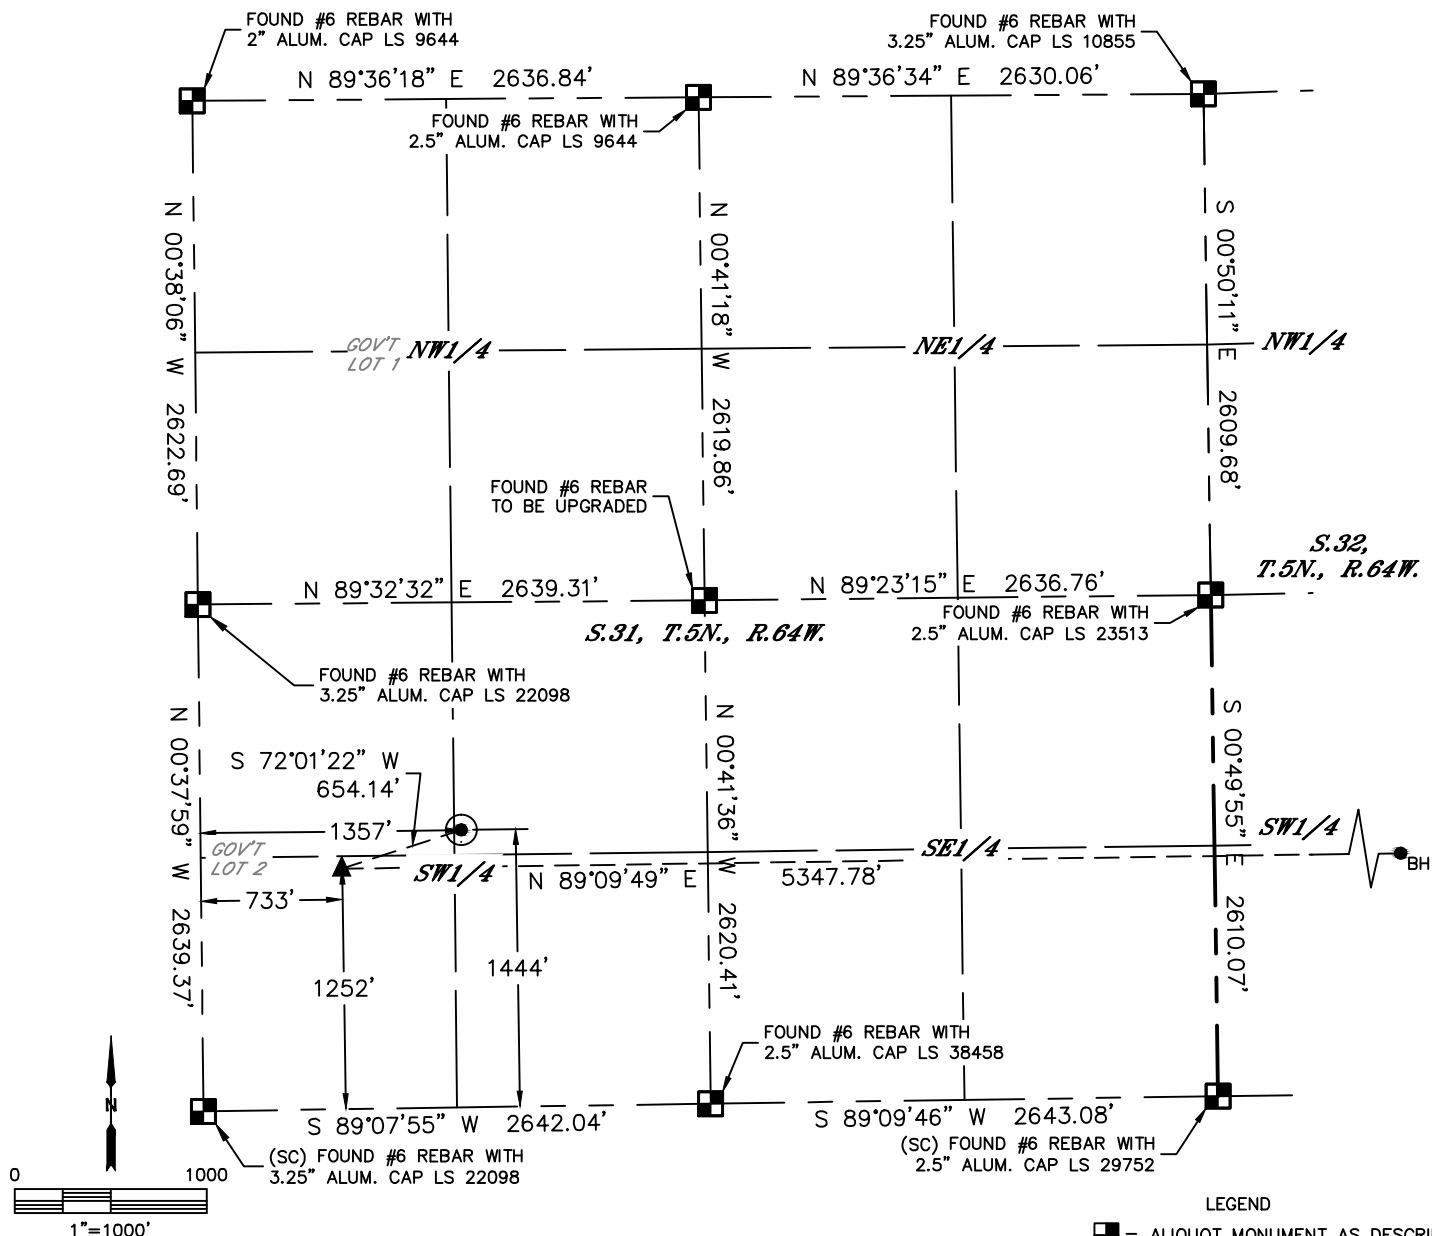 FOUND #6 REBAR WITH
2" ALUM. CAP LS 9644
FOUND #6 REBAR WITH
3.25" ALUM. CAP LS 10855
N 89°36'18" E 2636.84'
N 89°36'34" E 2630.06'
FOUND #6 REBAR WITH
2.5" ALUM. CAP LS 9644
N 00°38'06" W 2622.69'
N 00°41'18" W 2619.86'
S 00°50'11" E 2609.68'
GOV'T
LOT 1
NW1/4
NE1/4
NW1/4
FOUND #6 REBAR
TO BE UPGRADED
S.32,
T.5N., R.64W.
N 89°32'32" E 2639.31'
N 89°23'15" E 2636.76'
FOUND #6 REBAR WITH
2.5" ALUM. CAP LS 23513
S.31, T.5N., R.64W.
FOUND #6 REBAR WITH
3.25" ALUM. CAP LS 22098
N 00°37'59" W 2639.37'
N 00°41'36" W 2620.41'
S 00°49'55" E 2610.07'
S 72°01'22" W
654.14'
1357'
GOV'T
LOT 2
SW1/4
SE1/4
SW1/4
BH
N 89°09'49" E 5347.78'
733'
1252'
1444'
FOUND #6 REBAR WITH
2.5" ALUM. CAP LS 38458
N
S 89°07'55" W 2642.04'
S 89°09'46" W 2643.08'
(SC) FOUND #6 REBAR WITH
3.25" ALUM. CAP LS 22098
(SC) FOUND #6 REBAR WITH
2.5" ALUM. CAP LS 29752
0 1000
1"=1000'
LEGEND
= ALIQUOT MONUMENT AS